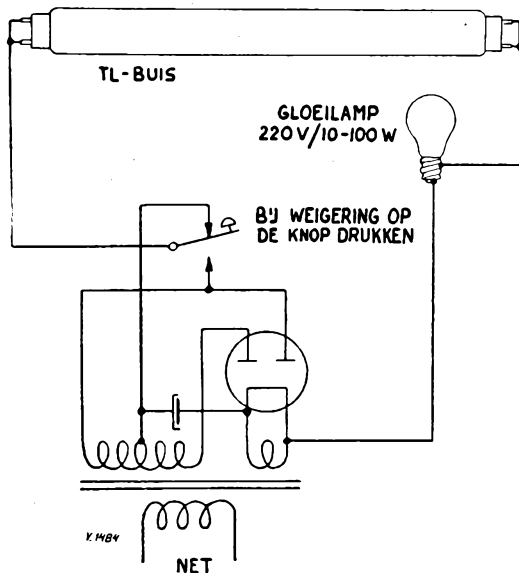 TL-BUIS
GLOEILAMP
220 V/10-100 W
BIJ WEIGERING OP
DE KNOP DRUKKEN
Y.1484
NET